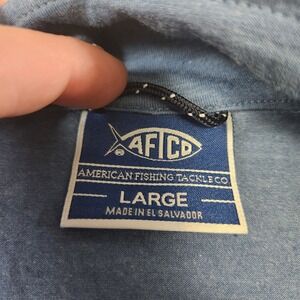 AFTCO
AMERICAN FISHING TACKLE CO
LARGE
MADE IN EL SALVADOR